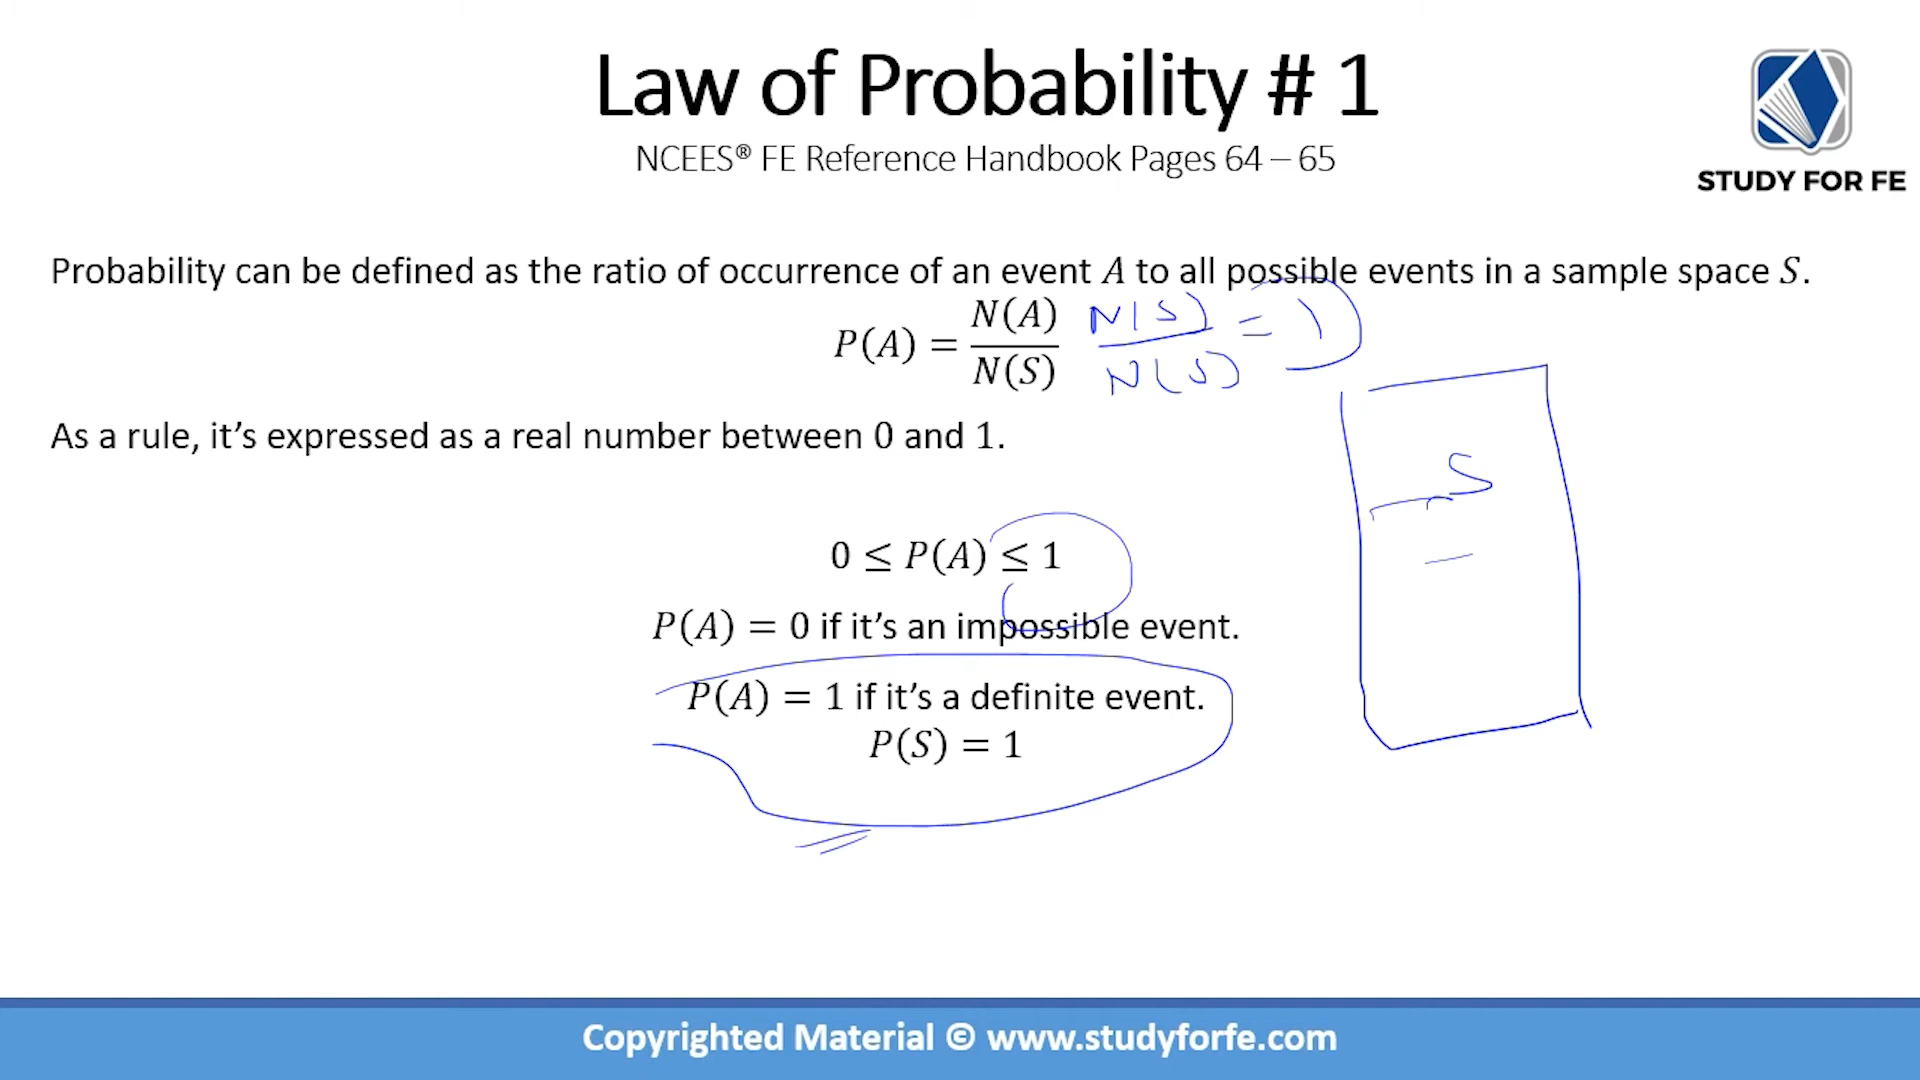 Law of Probability # 1
NCEES® FE Reference Handbook Pages 64 – 65
STUDY FOR FE
Probability can be defined as the ratio of occurrence of an event A to all possible events in a sample space S.
P(A) = N(A)/N(S) N(S)/N(S) = 1
As a rule, it’s expressed as a real number between 0 and 1.
S
0 ≤ P(A) ≤ 1
P(A) = 0 if it’s an impossible event.
P(A) = 1 if it’s a definite event.
P(S) = 1
Copyrighted Material © www.studyforfe.com